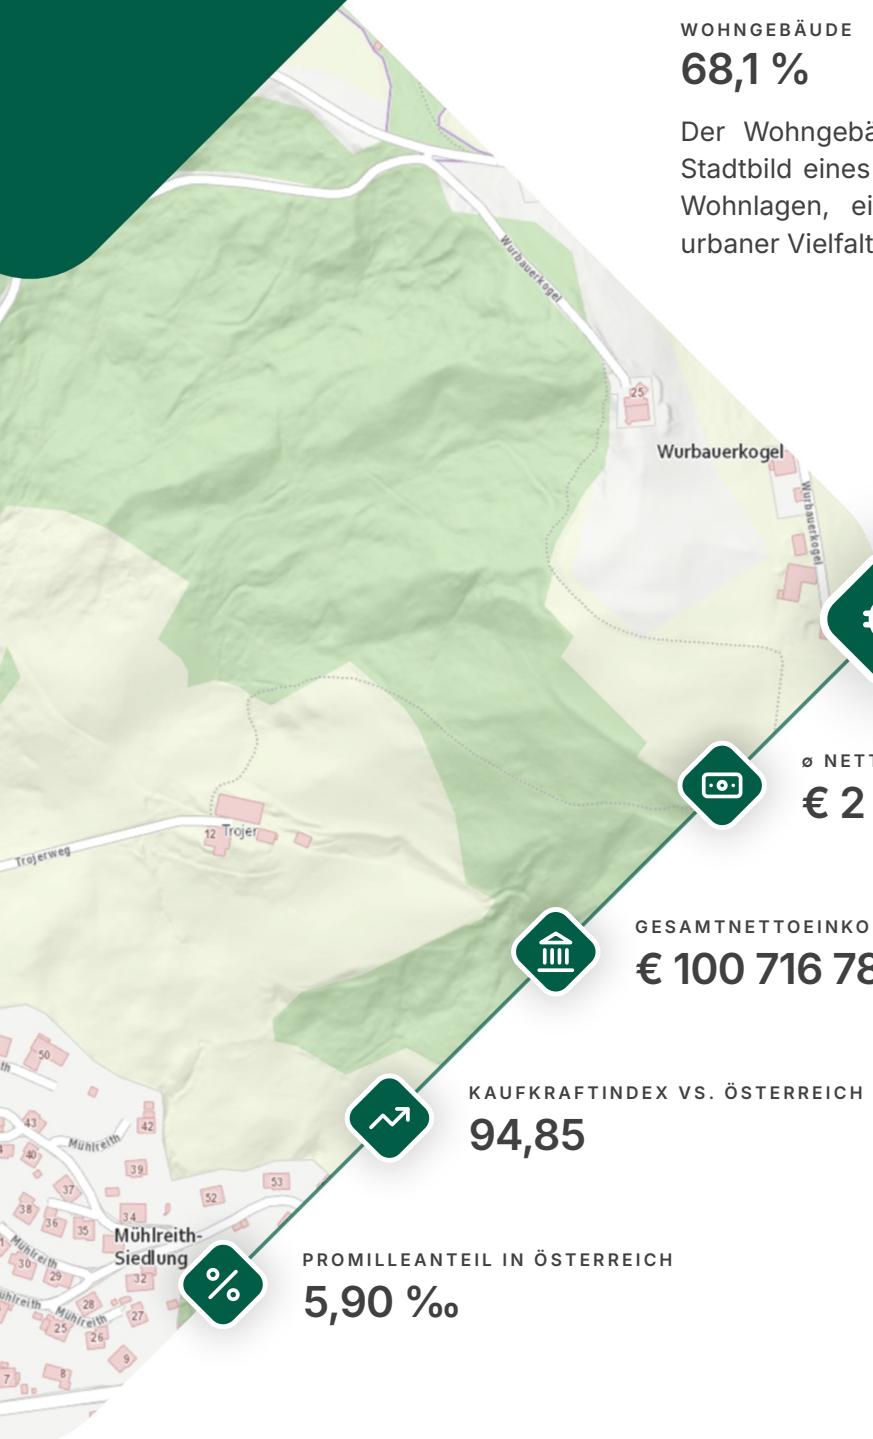 WOHNGEBÄUDE
68,1 %
Der Wohngebä
Stadtbild eines
Wohnlagen, ei
urbaner Vielfalt
Wurbauerkogel
25
Wurbauerkogel
Wurbauerkogel
ø NETT
€ 2
12 Trojer
Trojerweg
GESAMTNETTOEINKO
€ 100 716 78
50
KAUFKRAFTINDEX VS. ÖSTERREICH
94,85
43
42
Mühlreith
40
39
37
53
52
38
36
35
34
Mühlreith-
Siedlung
Mühlreith
30
29
32
PROMILLEANTEIL IN ÖSTERREICH
5,90 ‰
28
Mühlreith
27
25
26
9
8
7